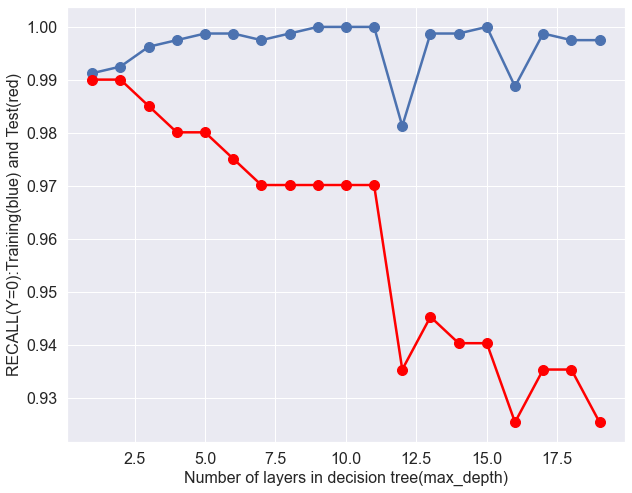 RECALL(Y=0):Training(blue) and Test(red)
1.00
0.99
0.98
0.97
0.96
0.95
0.94
0.93
2.5 5.0 7.5 10.0 12.5 15.0 17.5
Number of layers in decision tree(max_depth)